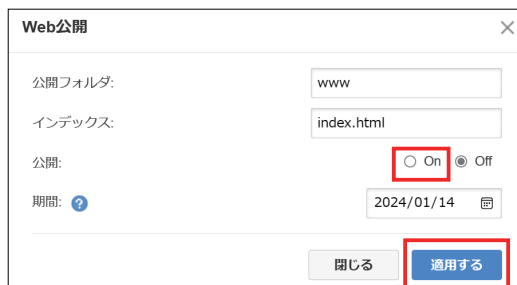 Web公開
公開フォルダ: www
インデックス: index.html
公開: On Off
期間: ? 2024/01/14
閉じる 適用する